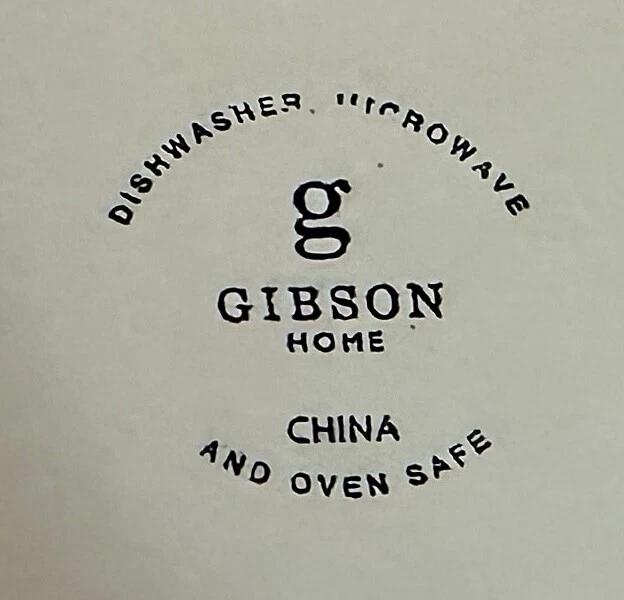 DISHWASHER, MICROWAVE
g
GIBSON
HOME
CHINA
AND OVEN SAFE